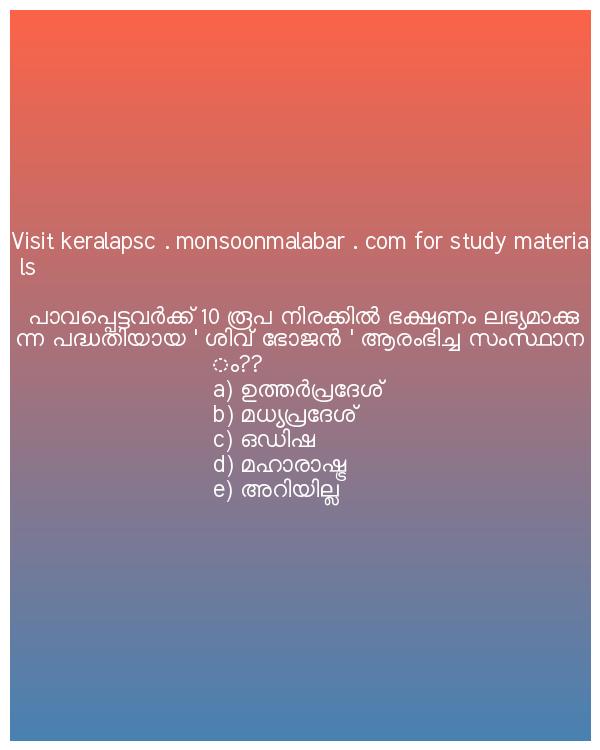 Visit keralapsc . monsoonmalabar . com for study materia
ls
പാവപ്പെട്ടവർക്ക് 10 രൂപ നിരക്കിൽ ഭക്ഷണം ലഭ്യമാക്കു
ന്ന പദ്ധതിയായ ' ശിവ് ഭോജൻ ' ആരംഭിച്ച സംസ്ഥാന
ം??
a) ഉത്തർപ്രദേശ്
b) മധ്യപ്രദേശ്
c) ഒഡിഷ
d) മഹാരാഷ്ട്ര
e) അറിയില്ല